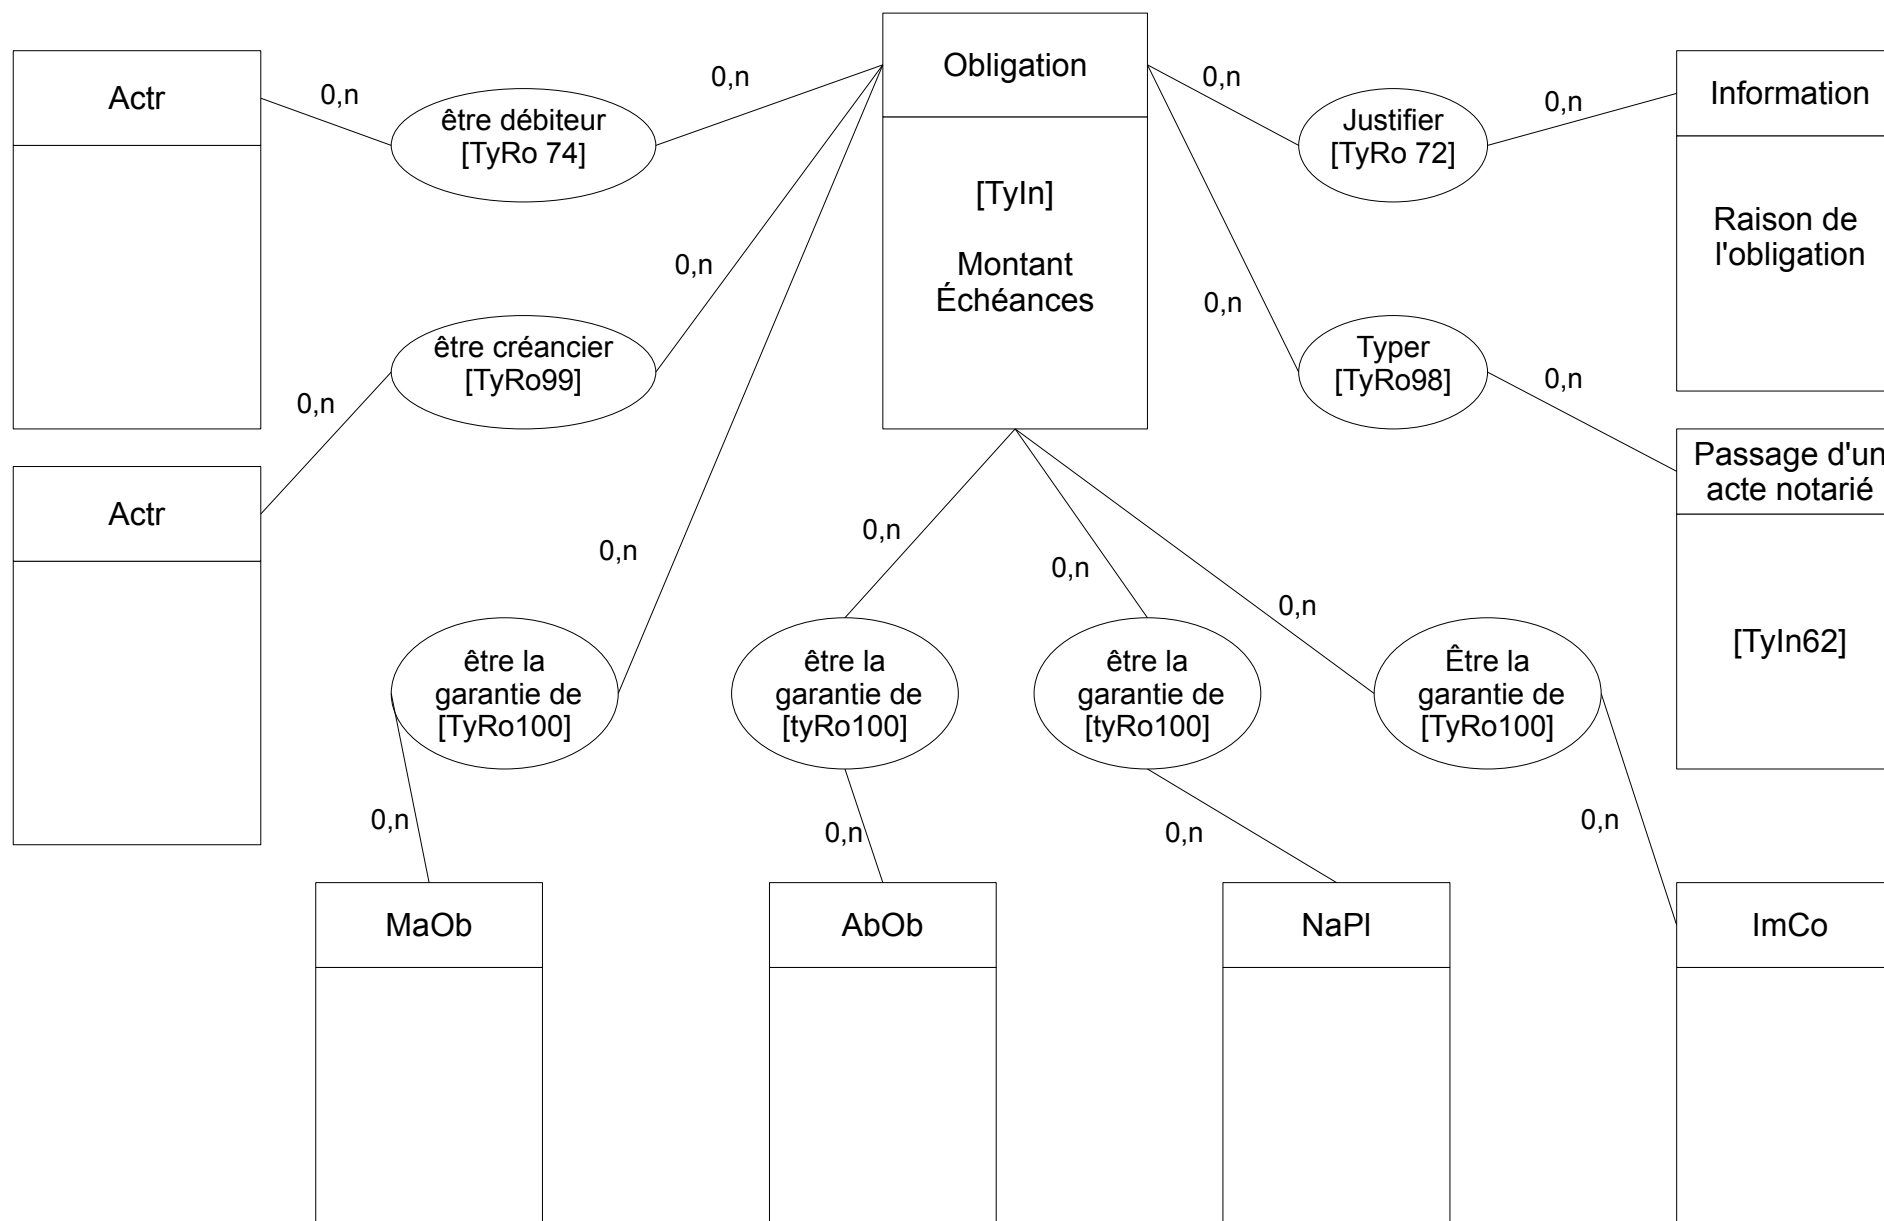 Actr
0,n
être débiteur
[TyRo 74]
0,n
Obligation
[TyIn]
Montant
Échéances
0,n
Justifier
[TyRo 72]
0,n
Information
Raison de
l'obligation
0,n
être créancier
[TyRo99]
0,n
Actr
0,n
Typer
[TyRo98]
0,n
Passage d'un
acte notarié
[TyIn62]
0,n
être la
garantie de
[TyRo100]
0,n
MaOb
0,n
être la
garantie de
[tyRo100]
0,n
AbOb
0,n
être la
garantie de
[tyRo100]
0,n
NaPl
0,n
Être la
garantie de
[TyRo100]
0,n
ImCo